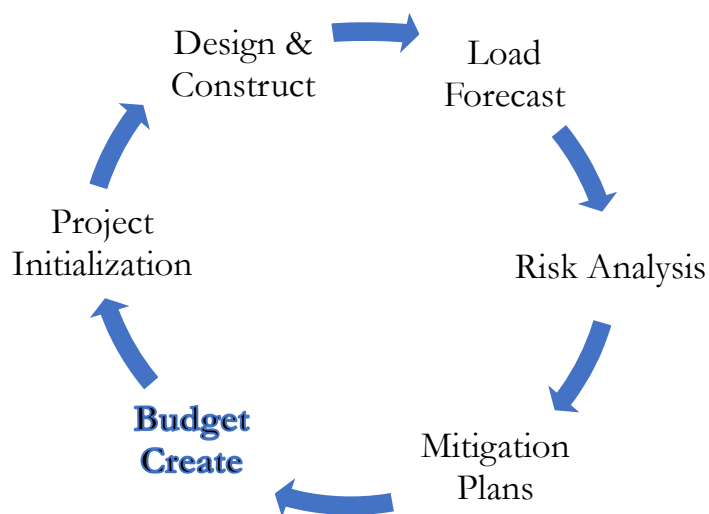 Design &
Construct
Load
Forecast
Project
Initialization
Risk Analysis
Budget
Create
Mitigation
Plans